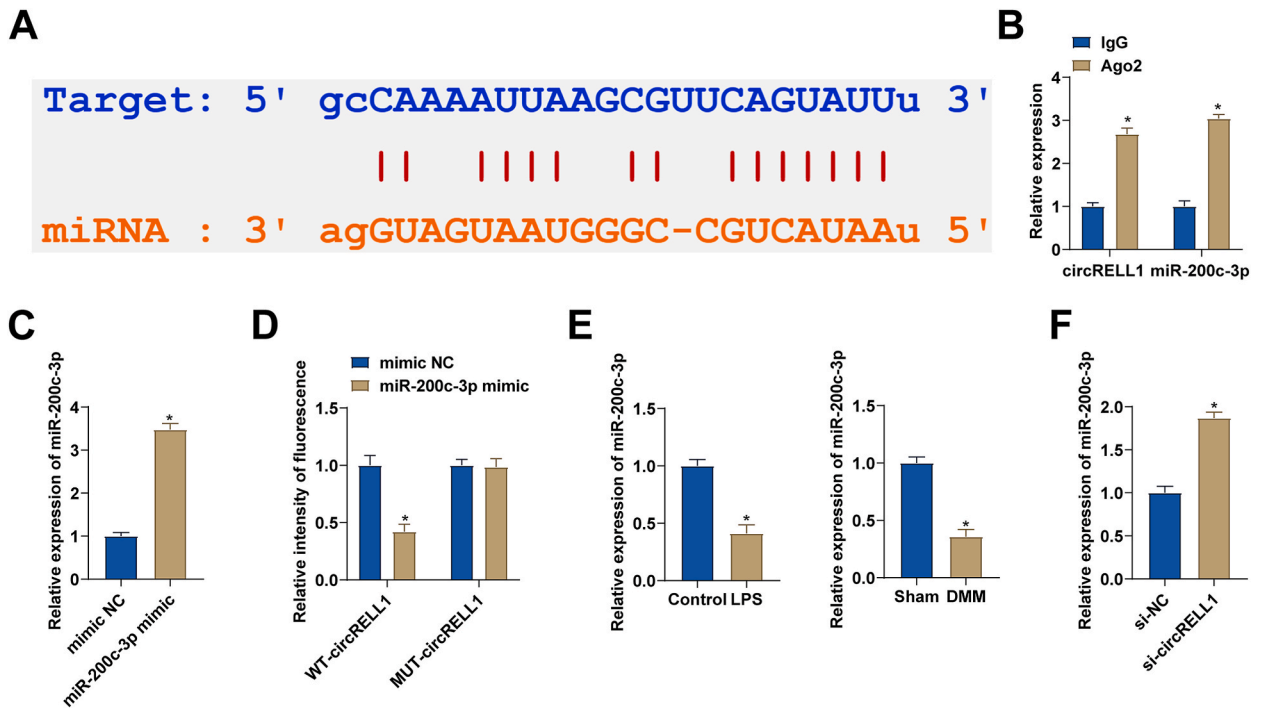 A
Target: 5' gcCAAAAUUAAGCGUUCAGUAUUu 3'
miRNA : 3' agGUAGUAAUGGGC-CGUCAUAAu 5'
B
IgG
Ago2
Relative expression
4
3
2
1
0
*
*
circRELL1 miR-200c-3p
C
Relative expression of miR-200c-3p
4
3
2
1
0
*
mimic NC
miR-200c-3p mimic
D
mimic NC
miR-200c-3p mimic
Relative intensity of fluorescence
1.5
1.0
0.5
0.0
*
WT-circRELL1
MUT-circRELL1
E
Relative expression of miR-200c-3p
1.5
1.0
0.5
0.0
*
Control LPS
Relative expression of miR-200c-3p
1.5
1.0
0.5
0.0
*
Sham DMM
F
Relative expression of miR-200c-3p
2.0
1.5
1.0
0.5
0.0
*
si-NC
si-circRELL1